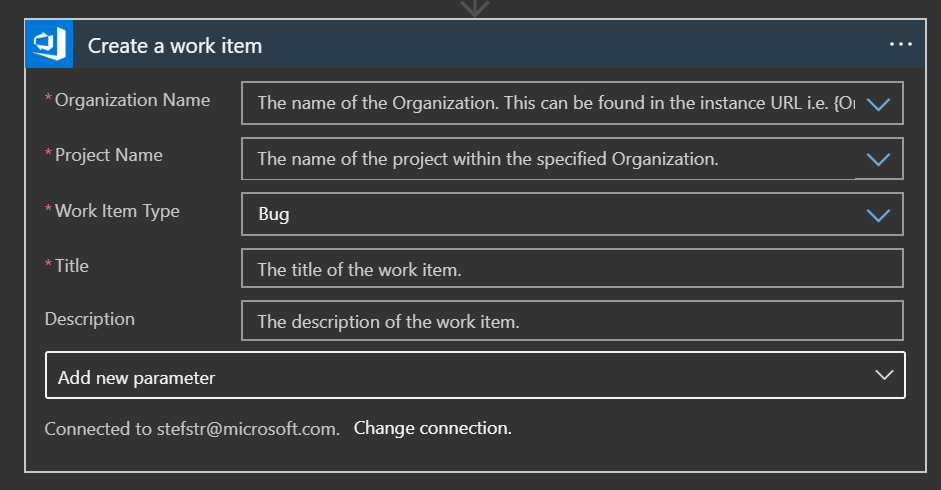 Create a work item
* Organization Name
The name of the Organization. This can be found in the instance URL i.e. {Or
* Project Name
The name of the project within the specified Organization.
* Work Item Type
Bug
* Title
The title of the work item.
Description
The description of the work item.
Add new parameter
Connected to stefstr@microsoft.com. Change connection.